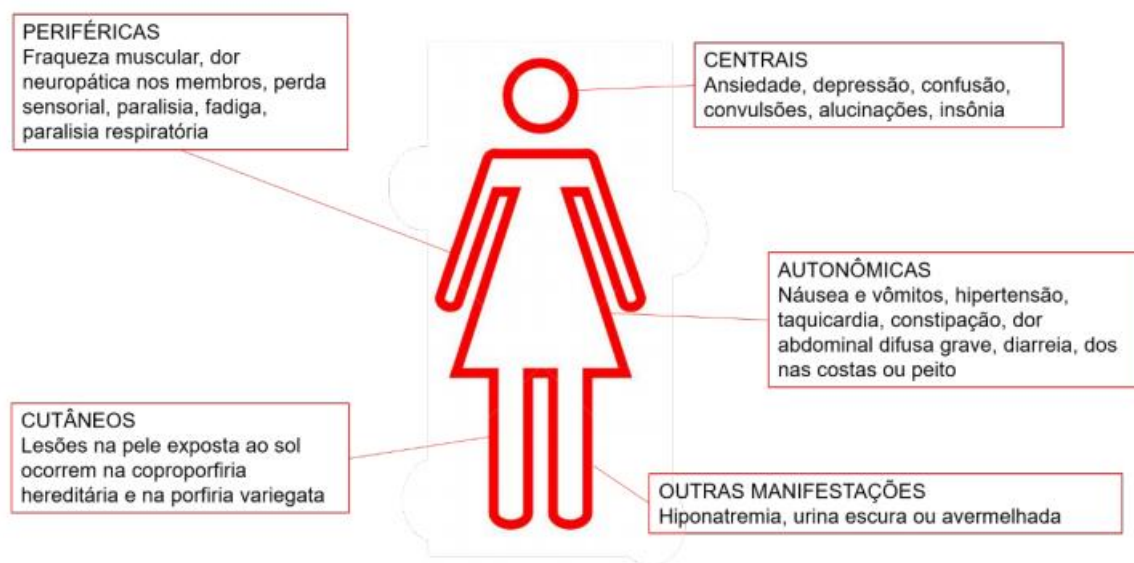 PERIFÉRICAS
Fraqueza muscular, dor
neuropática nos membros, perda
sensorial, paralisia, fadiga,
paralisia respiratória
CENTRAIS
Ansiedade, depressão, confusão,
convulsões, alucinações, insônia
AUTONÔMICAS
Náusea e vômitos, hipertensão,
taquicardia, constipação, dor
abdominal difusa grave, diarreia, dos
nas costas ou peito
CUTÂNEOS
Lesões na pele exposta ao sol
ocorrem na coproporfiria
hereditária e na porfiria variegata
OUTRAS MANIFESTAÇÕES
Hiponatremia, urina escura ou avermelhada